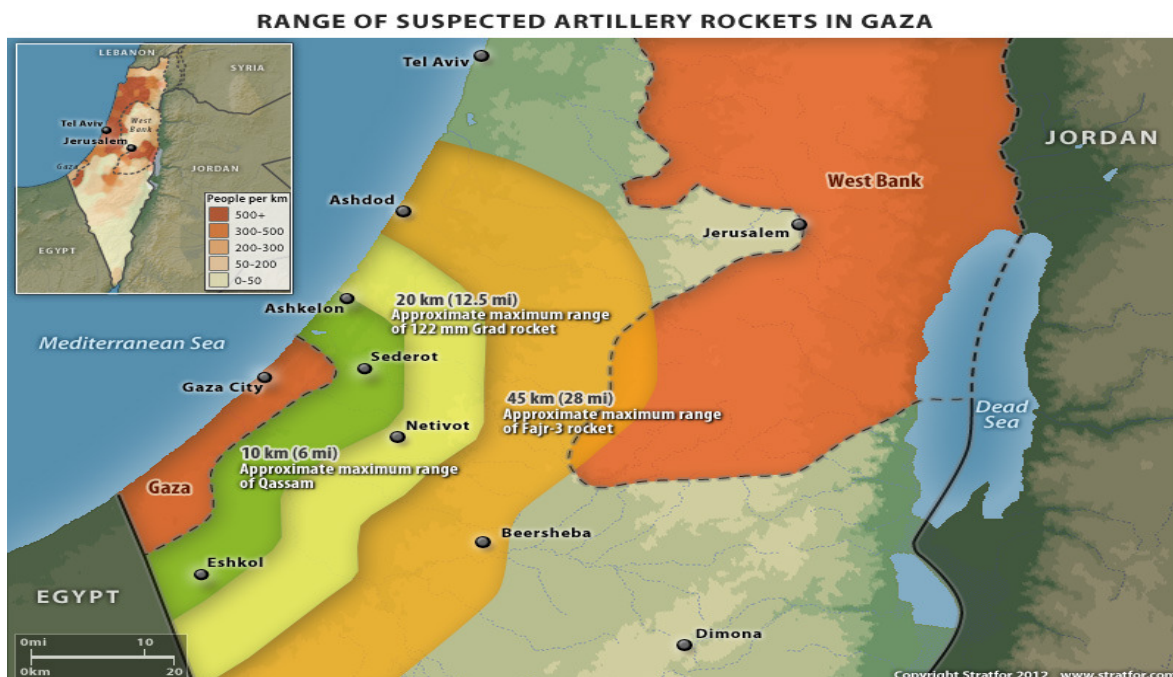 RANGE OF SUSPECTED ARTILLERY ROCKETS IN GAZA
LEBANON
SYRIA
Tel Aviv
West
Bank
Jerusalem
Gaza
JORDAN
EGYPT
People per km
500+
300-500
200-300
50-200
0-50
Tel Aviv
JORDAN
West Bank
Ashdod
Jerusalem
Ashkelon
20 km (12.5 mi)
Approximate maximum range
of 122 mm Grad rocket
Mediterranean Sea
Sederot
Gaza City
45 km (28 mi)
Approximate maximum range
of Fajr-3 rocket
Dead
Sea
Netivot
10 km (6 mi)
Approximate maximum range
of Qassam
Gaza
Beersheba
Eshkol
EGYPT
Dimona
0mi 10
0km 20
Copyright Stratfor 2012 www.stratfor.com